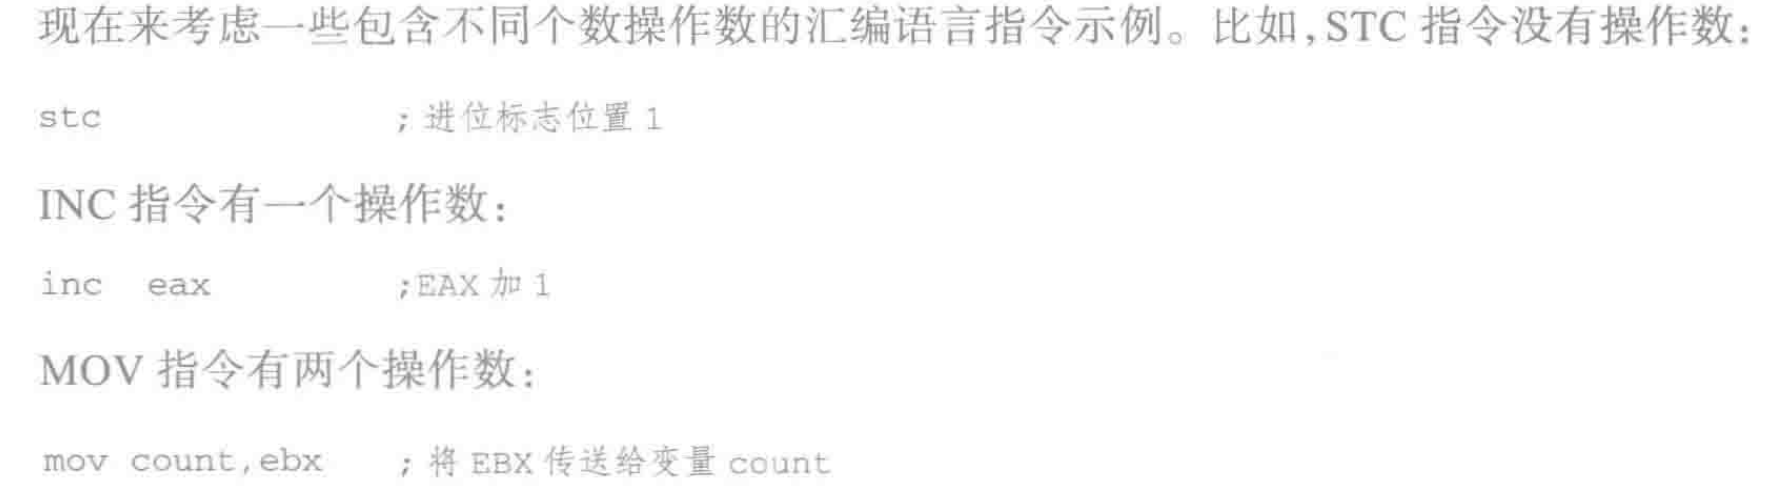 现在来考虑一些包含不同个数操作数的汇编语言指令示例。比如,STC 指令没有操作数:
stc ;进位标志位置 1
INC 指令有一个操作数:
inc eax ;EAX 加 1
MOV 指令有两个操作数:
mov count,ebx ;将 EBX 传送给变量 count